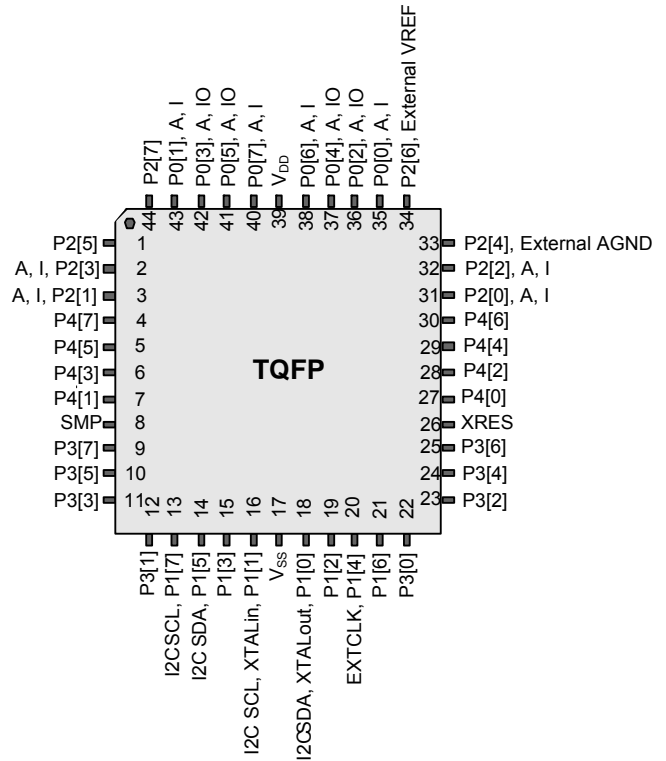 P2[7]
P0[1], A, I
P0[3], A, IO
P0[5], A, IO
P0[7], A, I
VDD
P0[6], A, I
P0[4], A, IO
P0[2], A, IO
P0[0], A, I
P2[6], External VREF
44
43
42
41
40
39
38
37
36
35
34
P2[5] 1
A, I, P2[3] 2
A, I, P2[1] 3
P4[7] 4
P4[5] 5
P4[3] 6
P4[1] 7
SMP 8
P3[7] 9
P3[5] 10
P3[3] 11
TQFP
33 P2[4], External AGND
32 P2[2], A, I
31 P2[0], A, I
30 P4[6]
29 P4[4]
28 P4[2]
27 P4[0]
26 XRES
25 P3[6]
24 P3[4]
23 P3[2]
12
13
14
15
16
17
18
19
20
21
22
P3[1]
I2CSCL, P1[7]
I2C SDA, P1[5]
P1[3]
I2C SCL, XTALin, P1[1]
VSS
I2CSDA, XTALout, P1[0]
P1[2]
EXTCLK, P1[4]
P1[6]
P3[0]